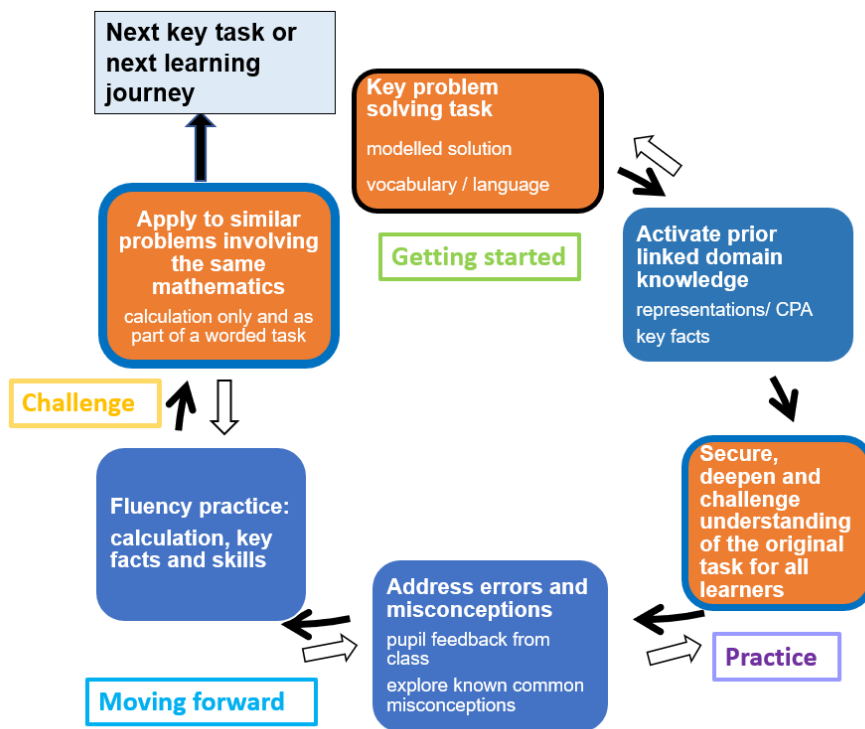 Next key task or
next learning
journey
Key problem
solving task
modelled solution
vocabulary / language
Getting started
Activate prior
linked domain
knowledge
representations/ CPA
key facts
Secure,
deepen and
challenge
understanding
of the original
task for all
learners
Practice
Address errors and
misconceptions
pupil feedback from
class
explore known common
misconceptions
Moving forward
Fluency practice:
calculation, key
facts and skills
Challenge
Apply to similar
problems involving
the same
mathematics
calculation only and as
part of a worded task